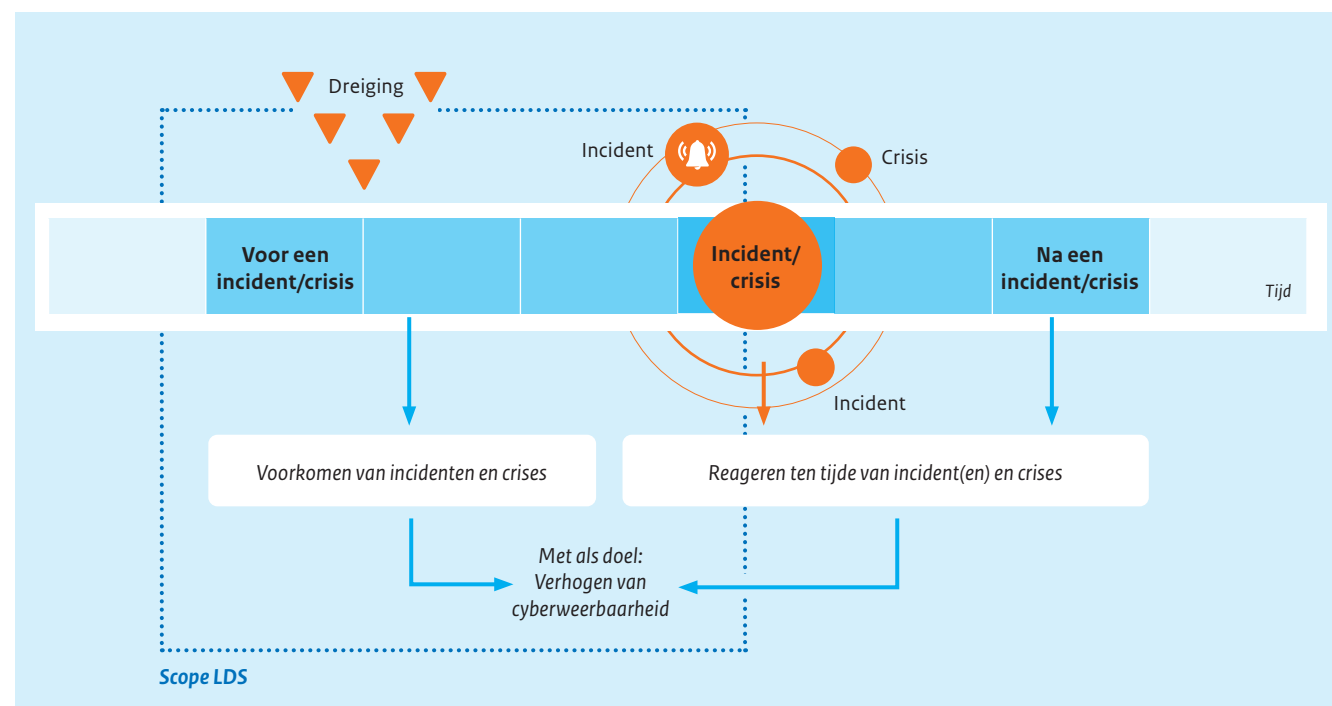 Dreiging
Incident
Crisis
Voor een
incident/crisis
Incident/
crisis
Na een
incident/crisis
Tijd
Incident
Voorkomen van incidenten en crises
Reageren ten tijde van incident(en) en crises
Met als doel:
Verhogen van
cyberweerbaarheid
Scope LDS